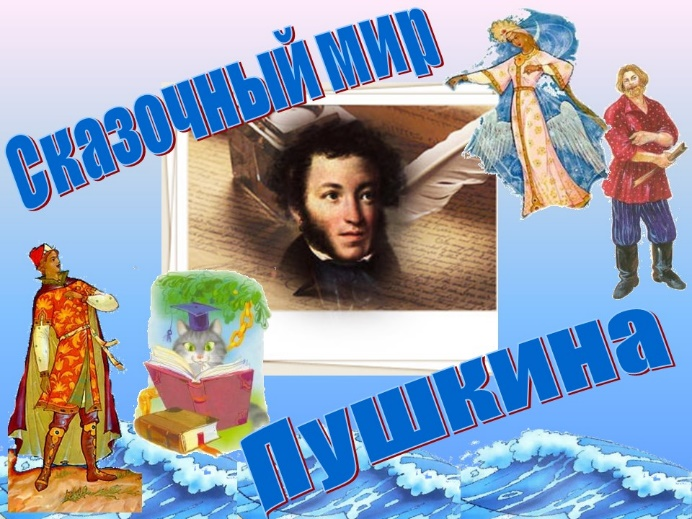 Сказочный мир
Пушкина